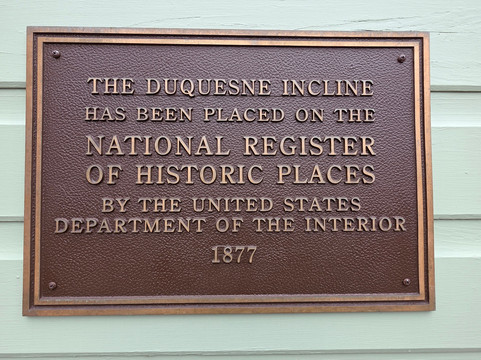 THE DUQUESNE INCLINE
HAS BEEN PLACED ON THE
NATIONAL REGISTER
OF HISTORIC PLACES
BY THE UNITED STATES
DEPARTMENT OF THE INTERIOR
1877